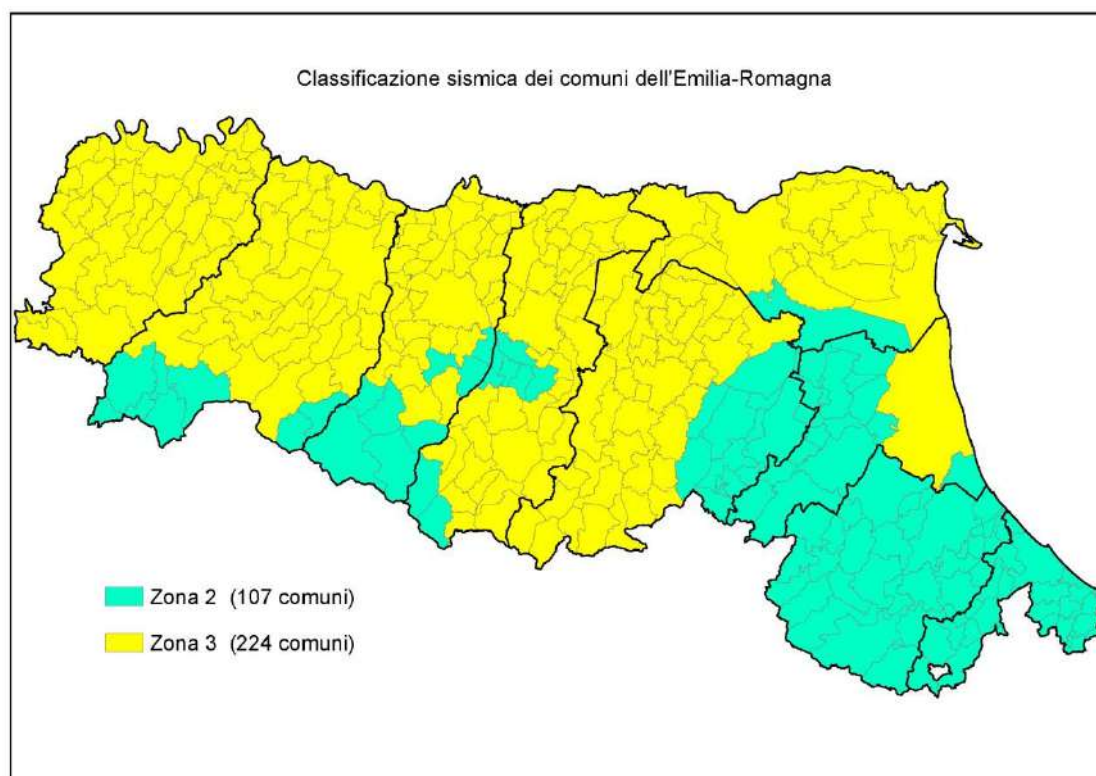 Classificazione sismica dei comuni dell'Emilia-Romagna
Zona 2 (107 comuni)
Zona 3 (224 comuni)